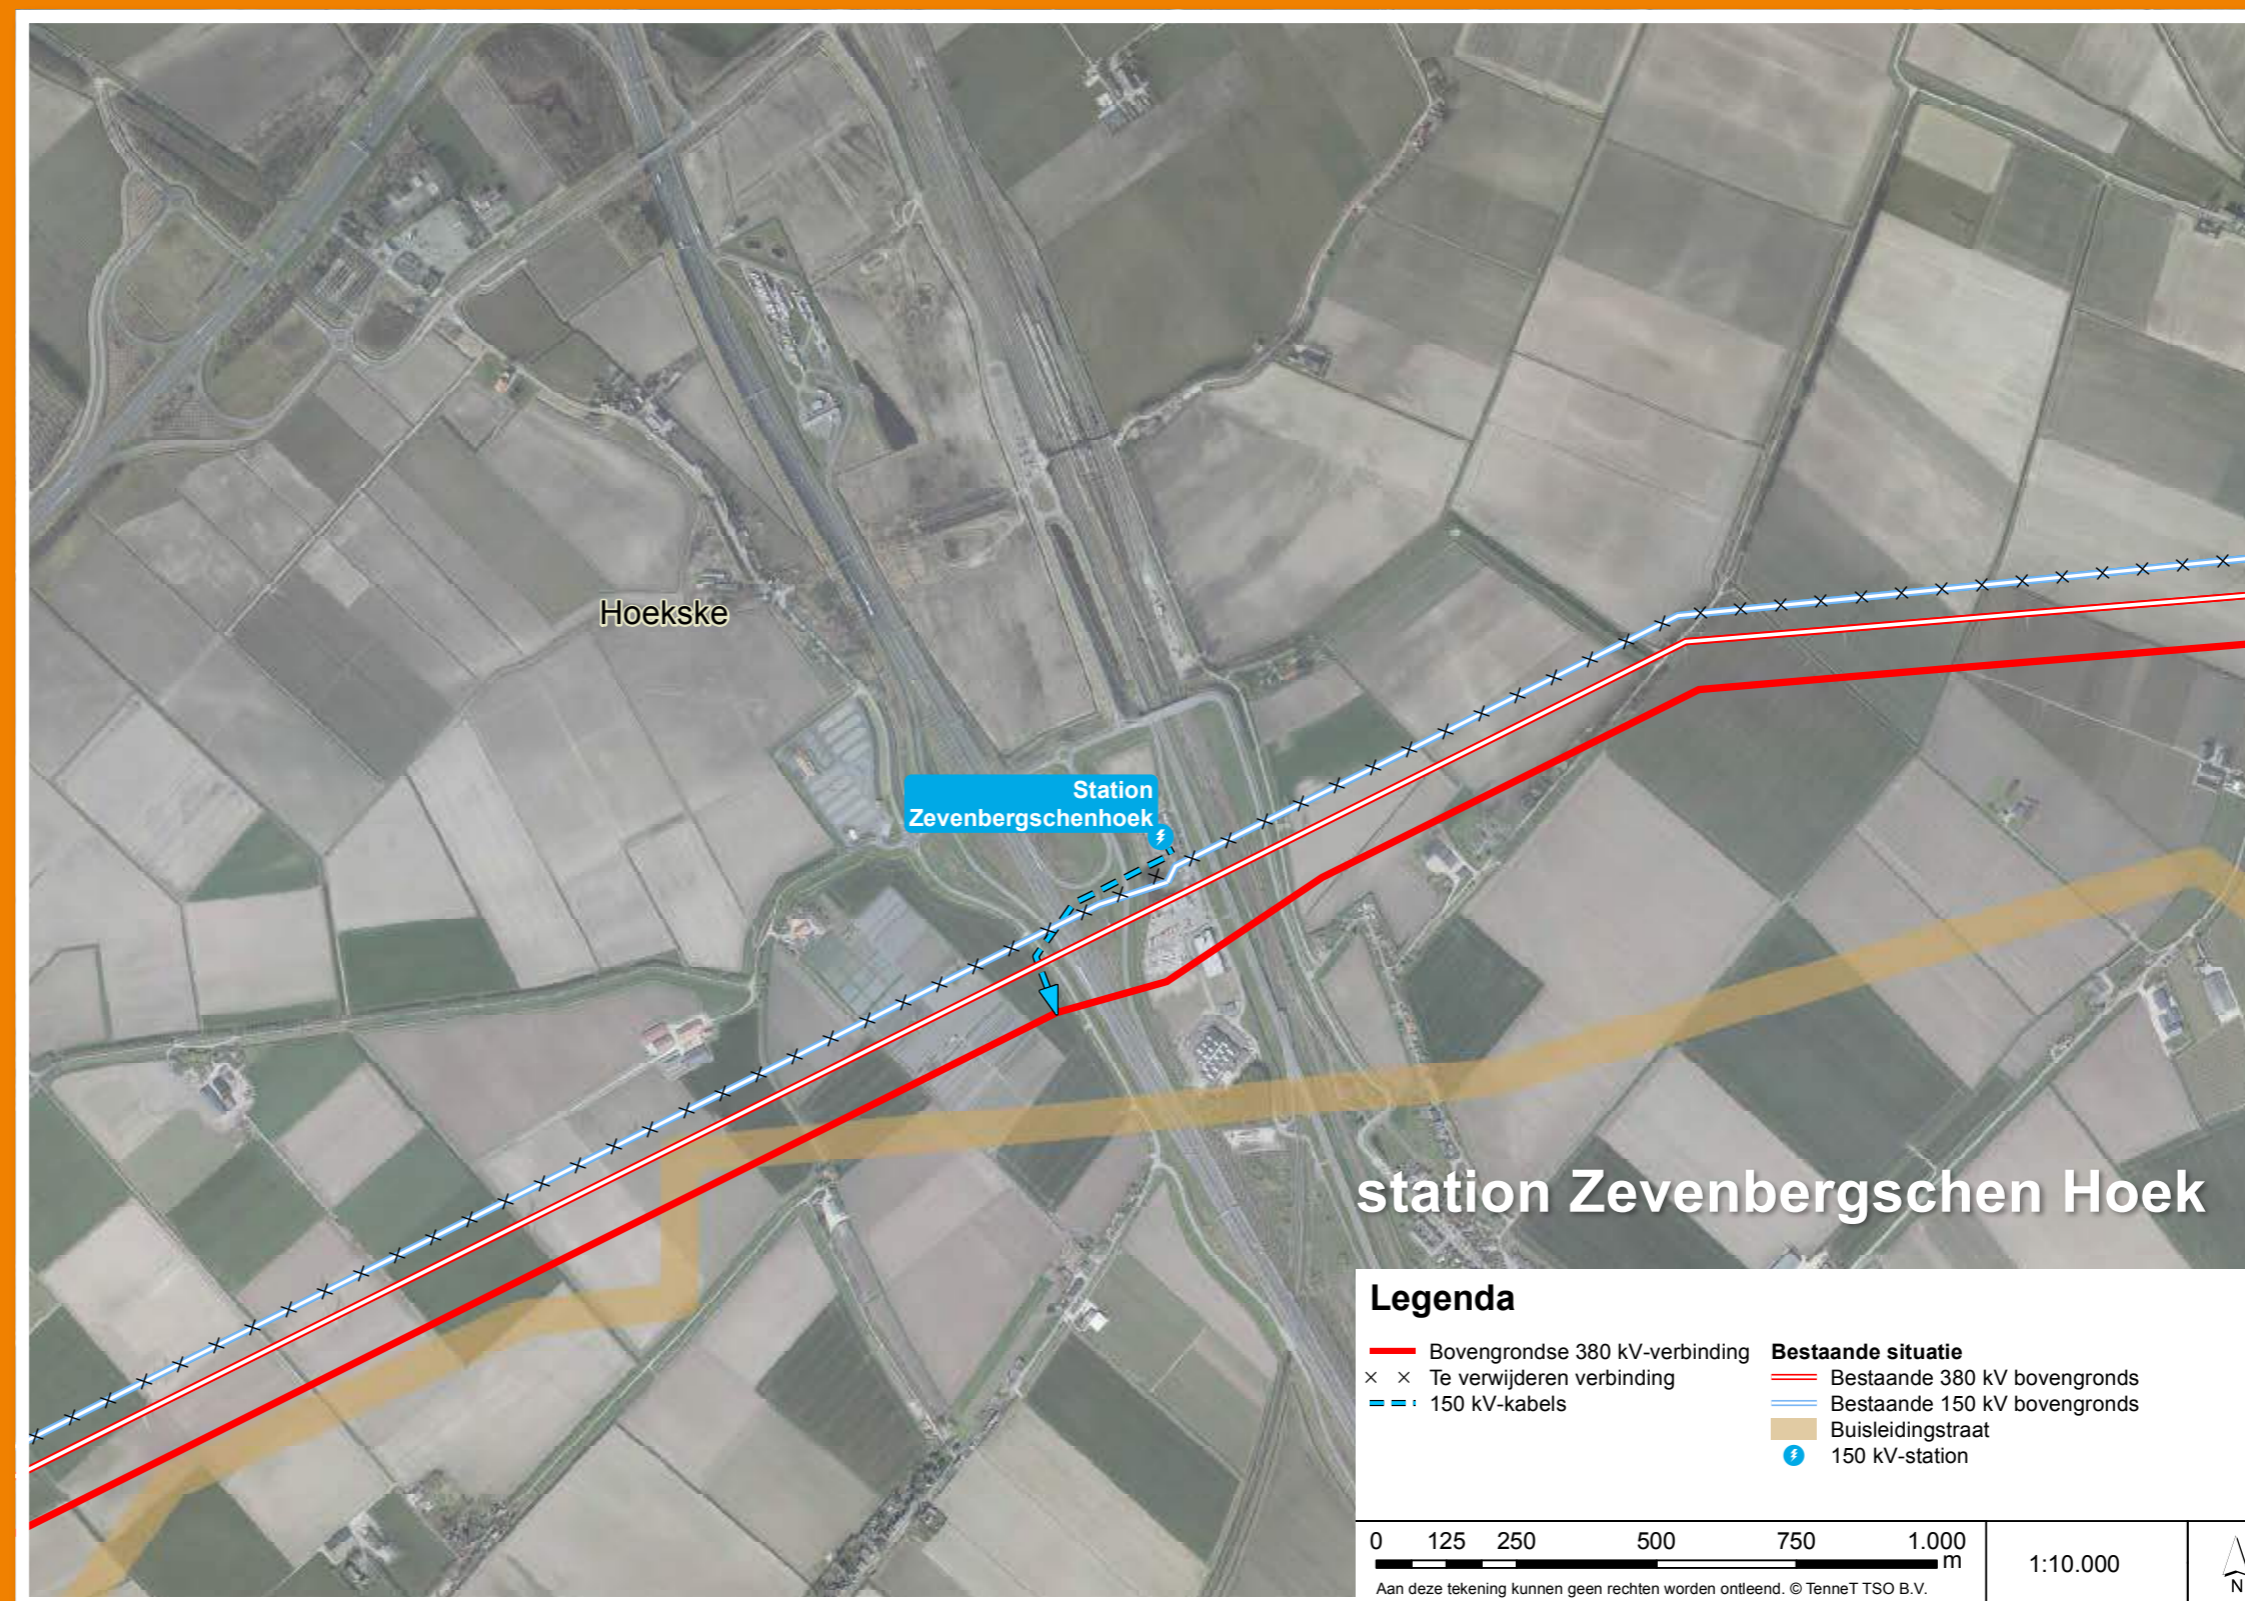 Hoekske
Station
Zevenbergschenhoek
station Zevenbergschen Hoek
Legenda
Bovengrondse 380 kV-verbinding
Te verwijderen verbinding
150 kV-kabels
Bestaande situatie
Bestaande 380 kV bovengronds
Bestaande 150 kV bovengronds
Buisleidingstraat
150 kV-station
0 125 250 500 750 1.000
m
1:10.000
N
Aan deze tekening kunnen geen rechten worden ontleend. © TenneT TSO B.V.